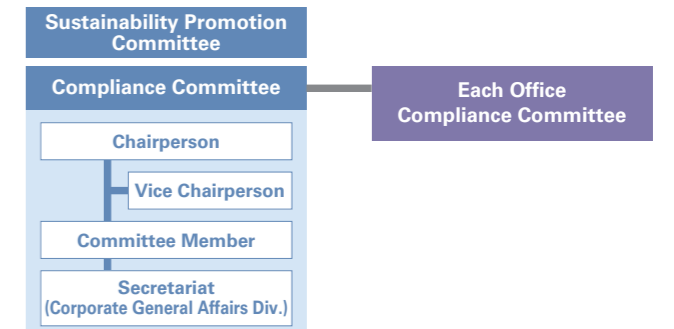 Sustainability Promotion
Committee
Compliance Committee
Each Office
Compliance Committee
Chairperson
Vice Chairperson
Committee Member
Secretariat
(Corporate General Affairs Div.)